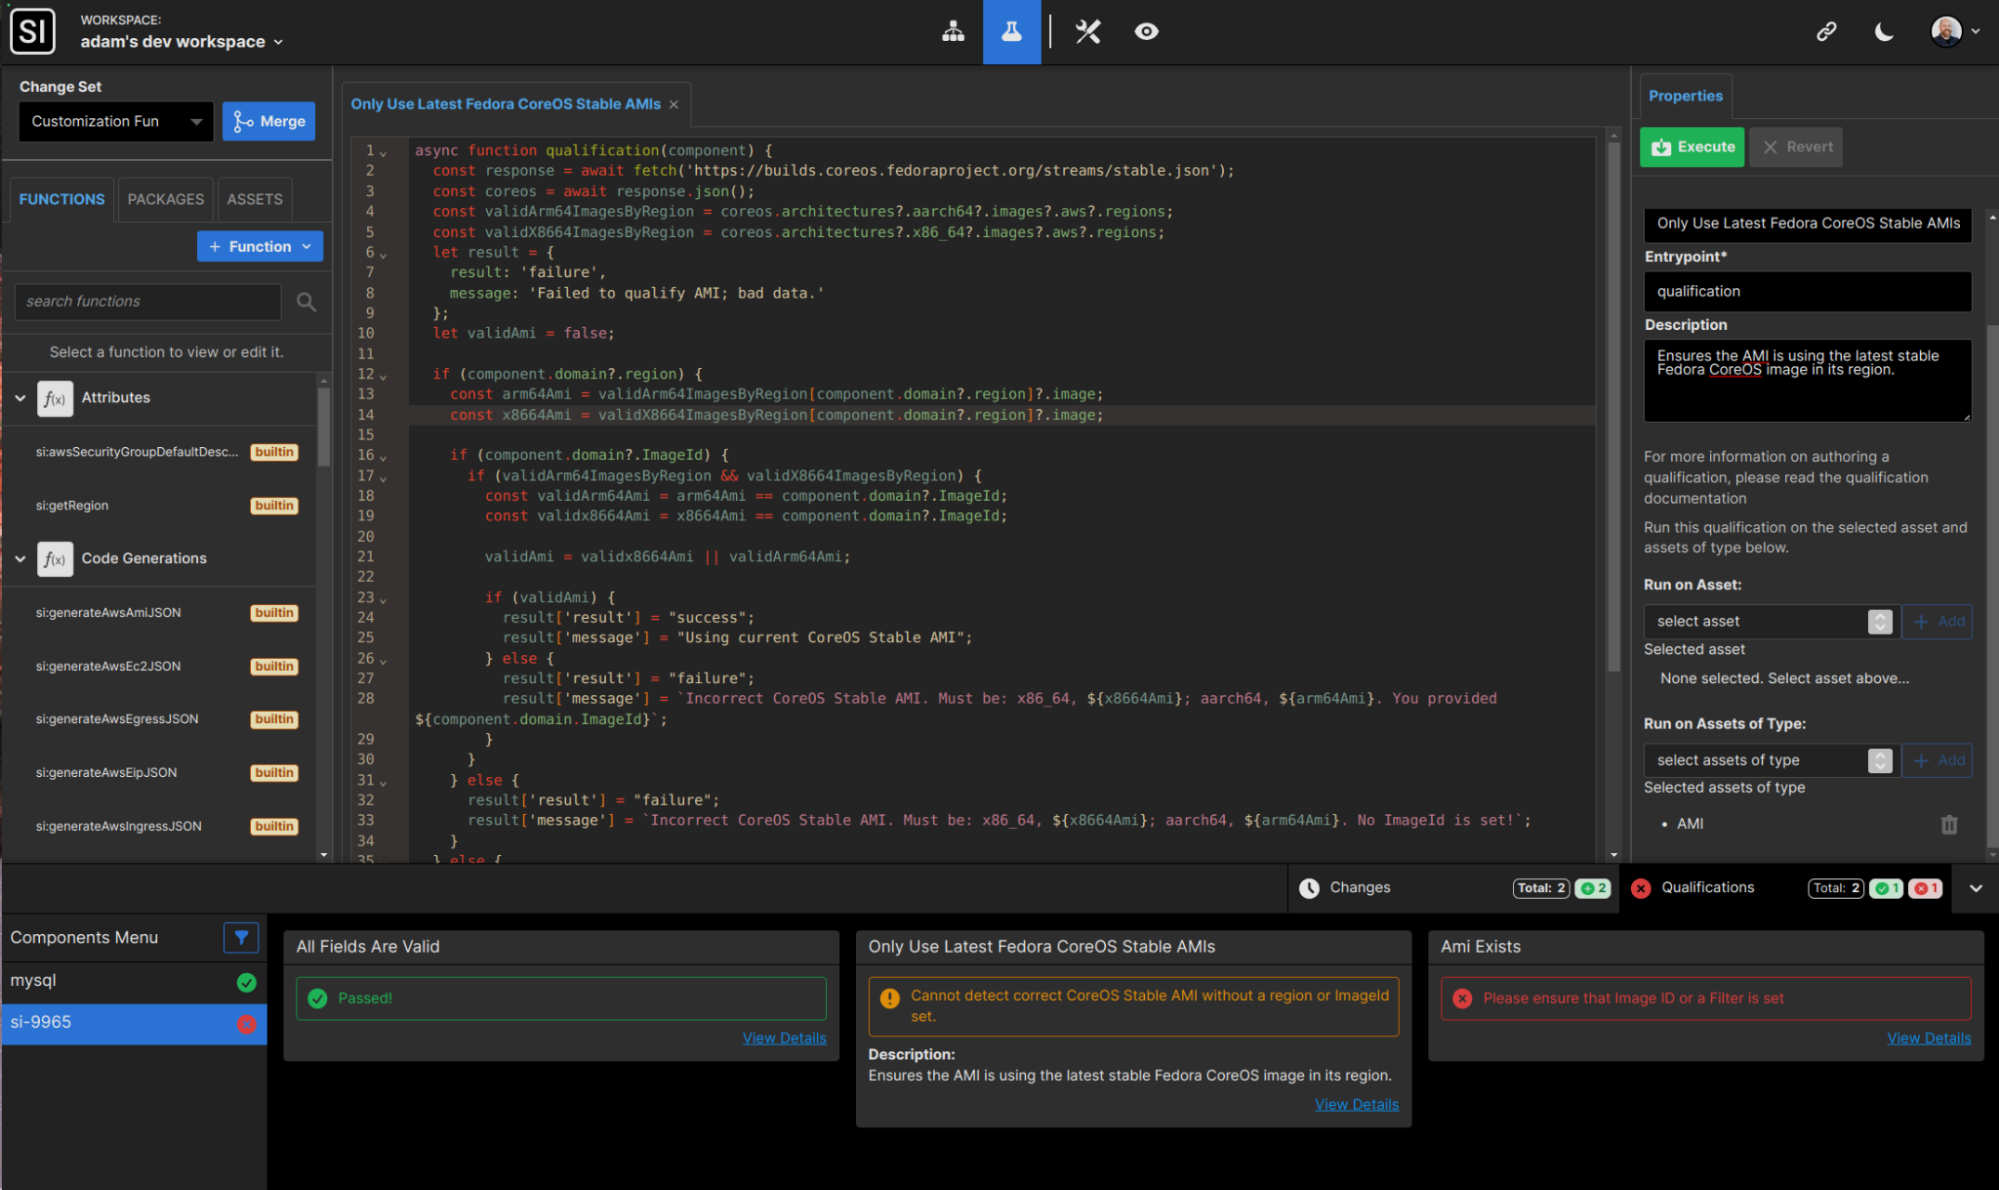 SI
WORKSPACE:
adam's dev workspace
Change Set
Customization Fun
Merge
FUNCTIONS
PACKAGES
ASSETS
+ Function
search functions
Select a function to view or edit it.
f(x) Attributes
si:awsSecurityGroupDefaultDesc... builtin
si:getRegion builtin
f(x) Code Generations
si:generateAwsAmiJSON builtin
si:generateAwsEc2JSON builtin
si:generateAwsEgressJSON builtin
si:generateAwsEipJSON builtin
si:generateAwsIngressJSON builtin
Only Use Latest Fedora CoreOS Stable AMIs ×
1 async function qualification(component) {
2 const response = await fetch('https://builds.coreos.fedoraproject.org/streams/stable.json');
3 const coreos = await response.json();
4 const validArm64ImagesByRegion = coreos.architectures?.aarch64?.images?.aws?.regions;
5 const validX8664ImagesByRegion = coreos.architectures?.x86_64?.images?.aws?.regions;
6 let result = {
7 result: 'failure',
8 message: 'Failed to qualify AMI; bad data.'
9 };
10 let validAmi = false;
11
12 if (component.domain?.region) {
13 const arm64Ami = validArm64ImagesByRegion[component.domain?.region]?.image;
14 const x8664Ami = validX8664ImagesByRegion[component.domain?.region]?.image;
15
16 if (component.domain?.ImageId) {
17 if (validArm64ImagesByRegion && validX8664ImagesByRegion) {
18 const validArm64Ami = arm64Ami == component.domain?.ImageId;
19 const validx8664Ami = x8664Ami == component.domain?.ImageId;
20
21 validAmi = validx8664Ami || validArm64Ami;
22
23 if (validAmi) {
24 result['result'] = "success";
25 result['message'] = "Using current CoreOS Stable AMI";
26 } else {
27 result['result'] = "failure";
28 result['message'] = `Incorrect CoreOS Stable AMI. Must be: x86_64, ${x8664Ami}; aarch64, ${arm64Ami}. You provided
${component.domain.ImageId}`;
29 }
30 }
31 } else {
32 result['result'] = "failure";
33 result['message'] = `Incorrect CoreOS Stable AMI. Must be: x86_64, ${x8664Ami}; aarch64, ${arm64Ami}. No ImageId is set!`;
34 }
35 } else {
Properties
Execute
× Revert
Only Use Latest Fedora CoreOS Stable AMIs
Entrypoint*
qualification
Description
Ensures the AMI is using the latest stable
Fedora CoreOS image in its region.
For more information on authoring a
qualification, please read the qualification
documentation
Run this qualification on the selected asset and
assets of type below.
Run on Asset:
select asset
+ Add
Selected asset
None selected. Select asset above...
Run on Assets of Type:
select assets of type
+ Add
Selected assets of type
• AMI
Changes
Total: 2
2
Qualifications
Total: 2
1
1
Components Menu
mysql
si-9965
All Fields Are Valid
Passed!
View Details
Only Use Latest Fedora CoreOS Stable AMIs
Cannot detect correct CoreOS Stable AMI without a region or ImageId
set.
Description:
Ensures the AMI is using the latest stable Fedora CoreOS image in its region.
View Details
Ami Exists
Please ensure that Image ID or a Filter is set
View Details